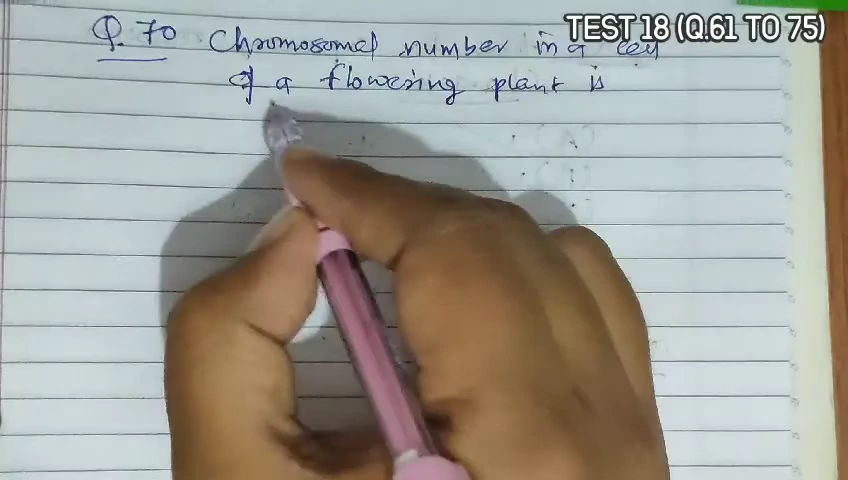 TEST 18 (Q.61 TO 75)
Q. 70 Chromosomal number in a
of a flowering plant is